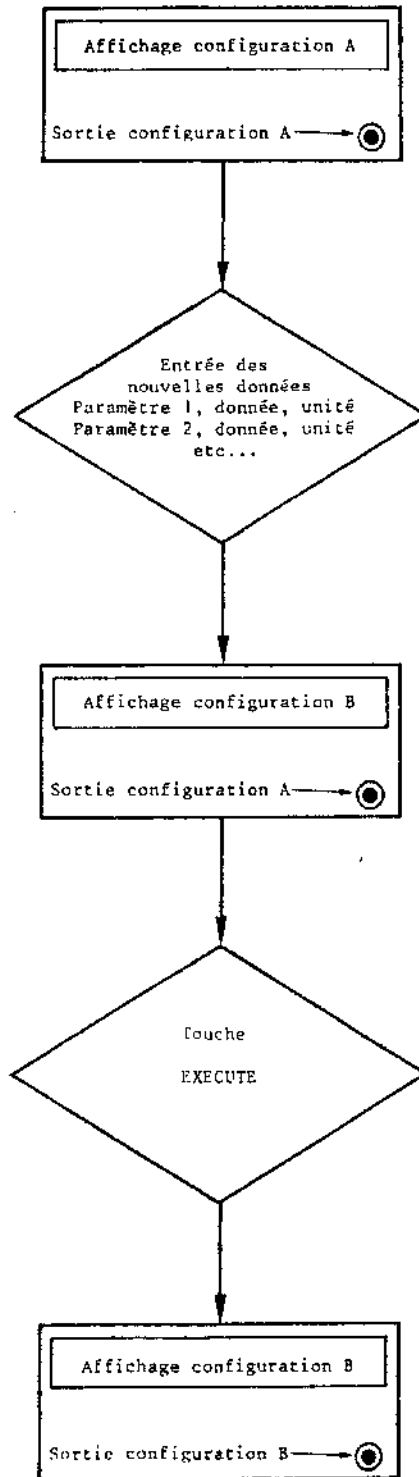 Affichage configuration A
Sortie configuration A
Entrée des
nouvelles données
Paramètre 1, donnée, unité
Paramètre 2, donnée, unité
etc...
Affichage configuration B
Sortie configuration A
Touche
EXECUTE
Affichage configuration B
Sortie configuration B